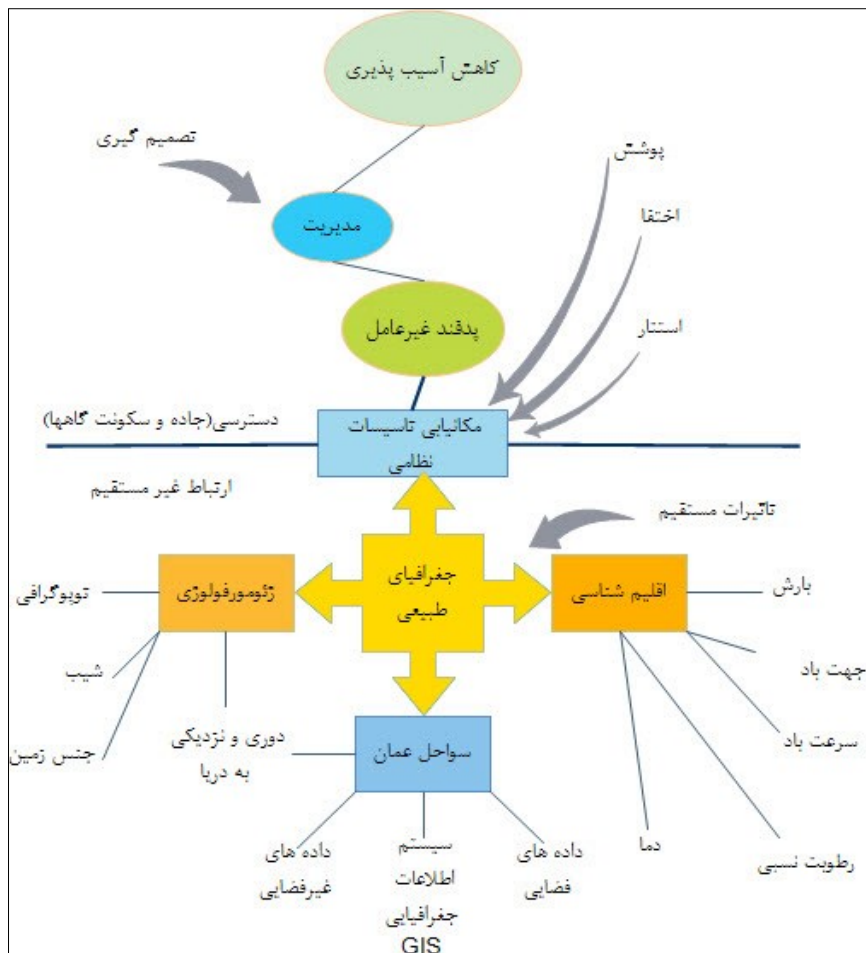 کاهش آسیب پذیری
تصمیم گیری
پوشش
مدیریت
اختفا
پدفند غیرعامل
استتار
دسترسی(جاده و سکونت گاهها)
مکانیابی تاسیسات
نظامی
ارتباط غیر مستقیم
تاثیرات مستقیم
جغرافیای
طبیعی
اقلیم شناسی
ژئومورفولوژی
بارش
توپوگرافی
جهت باد
شیب
سرعت باد
سواحل عمان
دوری و نزدیکی
به دریا
جنس زمین
دما
رطوبت نسبی
داده های
فضایی
سیستم
اطلاعات
جغرافیایی
GIS
داده های
غیرفضایی